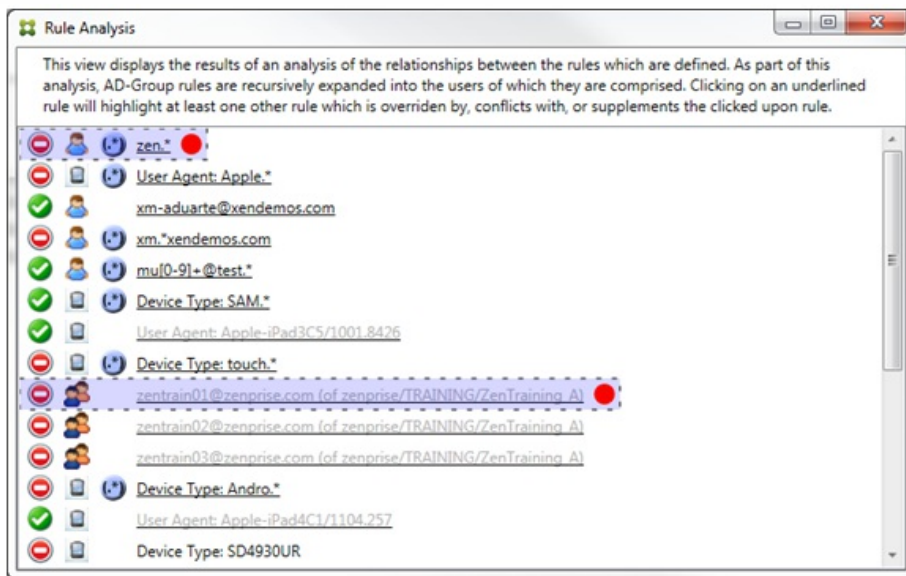 Rule Analysis
This view displays the results of an analysis of the relationships between the rules which are defined. As part of this
analysis, AD-Group rules are recursively expanded into the users of which they are comprised. Clicking on an underlined
rule will highlight at least one other rule which is overriden by, conflicts with, or supplements the clicked upon rule.
(.*) zen.*
(.*) User Agent: Apple.*
xm-aduarte@xendemos.com
(.*) xm.*xendemos.com
(.*) mu[0-9]+@test.*
(.*) Device Type: SAM.*
User Agent: Apple-iPad3C5/1001.8426
(.*) Device Type: touch.*
zentrain01@zenprise.com (of zenprise/TRAINING/ZenTraining_A)
zentrain02@zenprise.com (of zenprise/TRAINING/ZenTraining_A)
zentrain03@zenprise.com (of zenprise/TRAINING/ZenTraining_A)
(.*) Device Type: Andro.*
User Agent: Apple-iPad4C1/1104.257
Device Type: SD4930UR